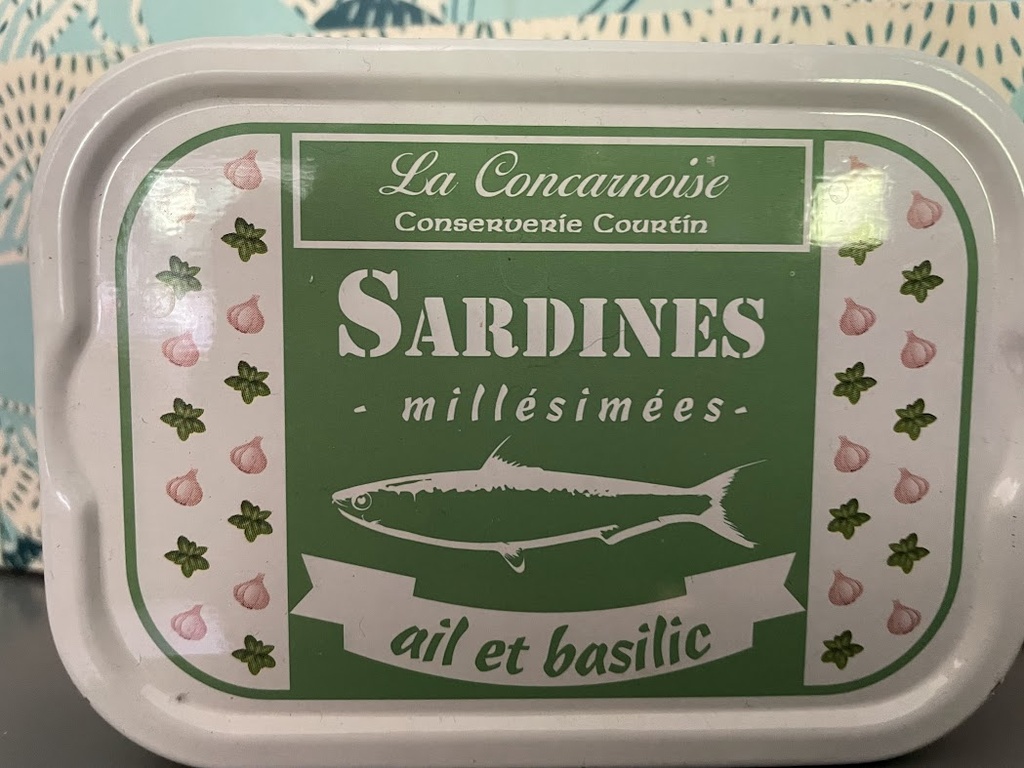 La Concarnoise
Conserverie Courtin
SARDINES
- millésimées-
ail et basilic